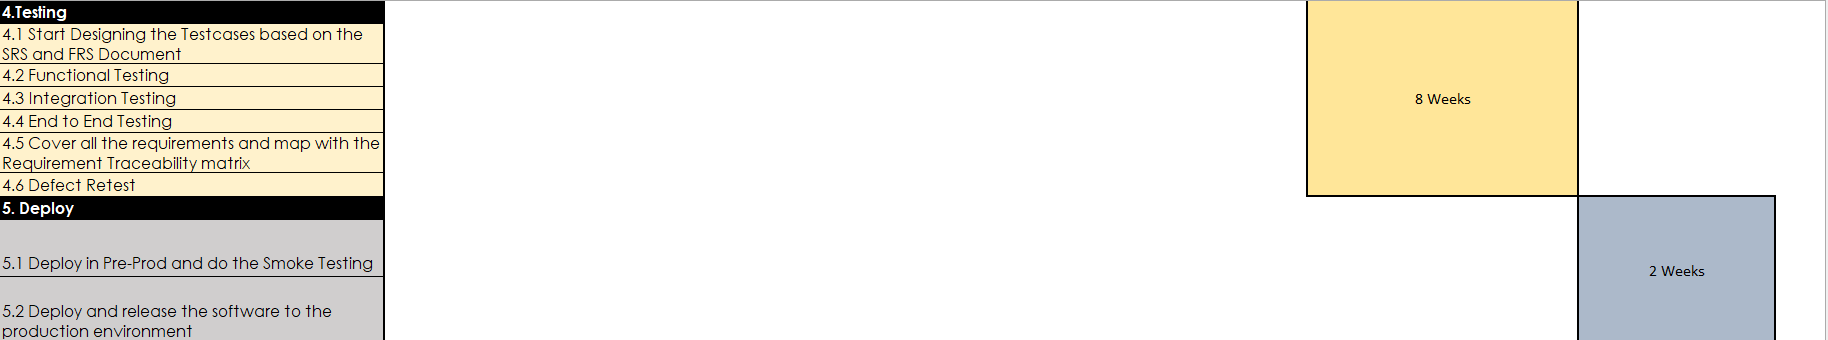 4.Testing
4.1 Start Designing the Testcases based on the
SRS and FRS Document
4.2 Functional Testing
4.3 Integration Testing
4.4 End to End Testing
4.5 Cover all the requirements and map with the
Requirement Traceability matrix
4.6 Defect Retest
8 Weeks
5. Deploy
5.1 Deploy in Pre-Prod and do the Smoke Testing
5.2 Deploy and release the software to the
production environment
2 Weeks